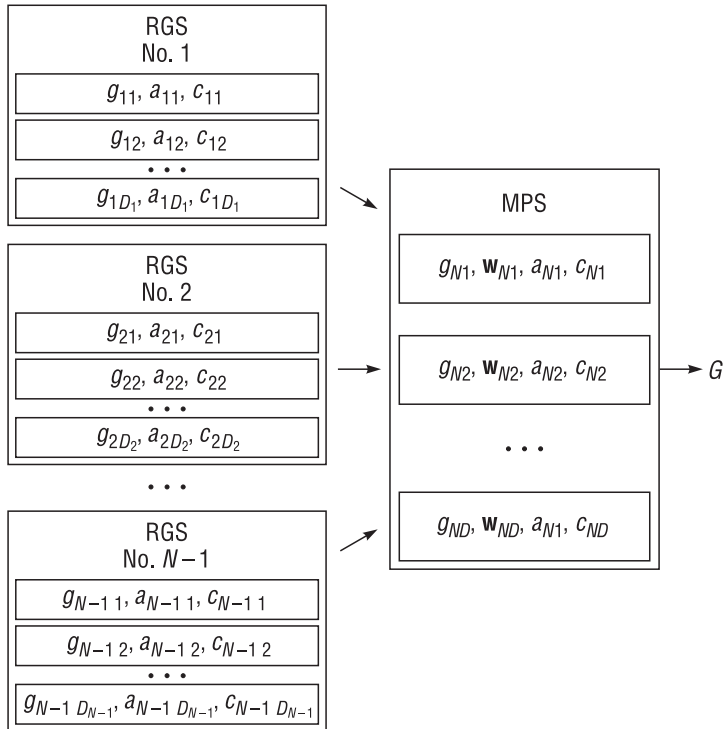 RGS
No. 1
g11, a11, c11
g12, a12, c12
• • •
g1D1, a1D1, c1D1
RGS
No. 2
g21, a21, c21
g22, a22, c22
• • •
g2D2, a2D2, c2D2
• • •
RGS
No. N–1
gN–1 1, aN–1 1, cN–1 1
gN–1 2, aN–1 2, cN–1 2
• • •
gN–1 DN–1, aN–1 DN–1, cN–1 DN–1
MPS
gN1, wN1, aN1, cN1
gN2, wN2, aN2, cN2
• • •
gND, wND, aN1, cND
G